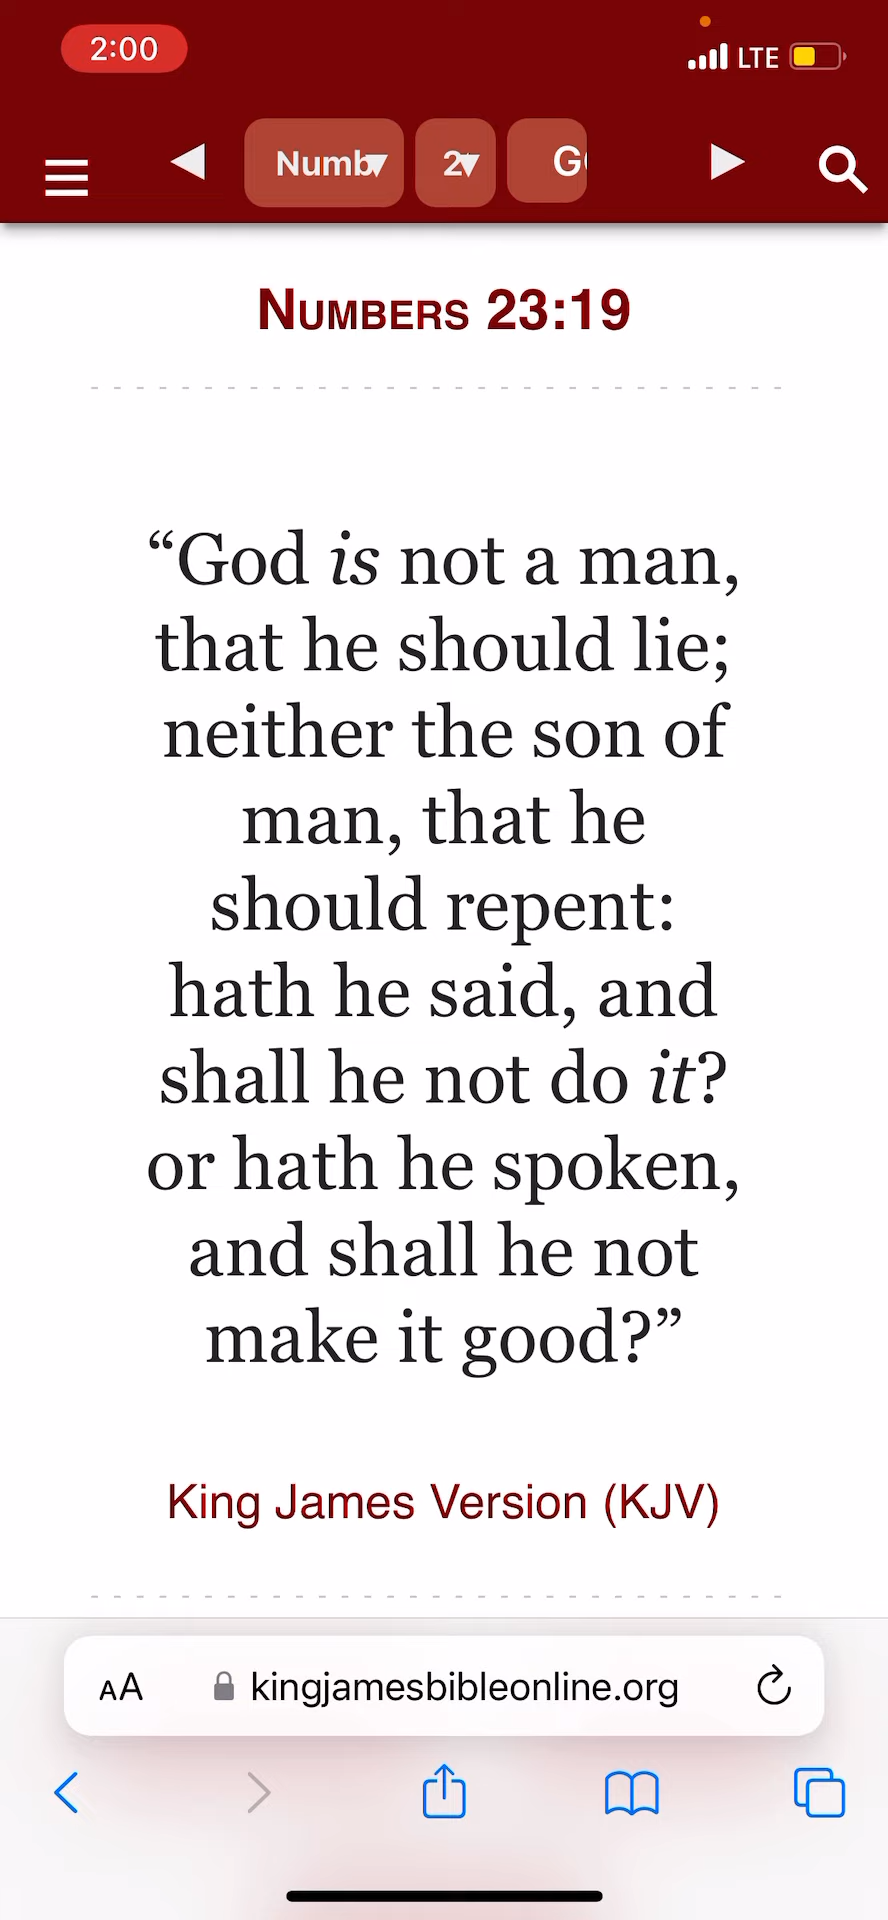 2:00
LTE
Numb
2
G
NUMBERS 23:19
“God is not a man,
that he should lie;
neither the son of
man, that he
should repent:
hath he said, and
shall he not do it?
or hath he spoken,
and shall he not
make it good?”
King James Version (KJV)
AA
kingjamesbibleonline.org